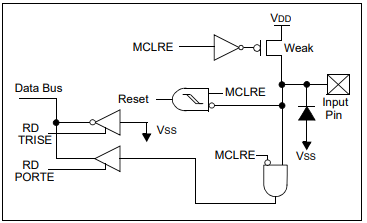 VDD
MCLRE
Weak
Data Bus
Reset
MCLRE
Input
Pin
RD
TRISE
VSS
MCLRE
VSS
RD
PORTE